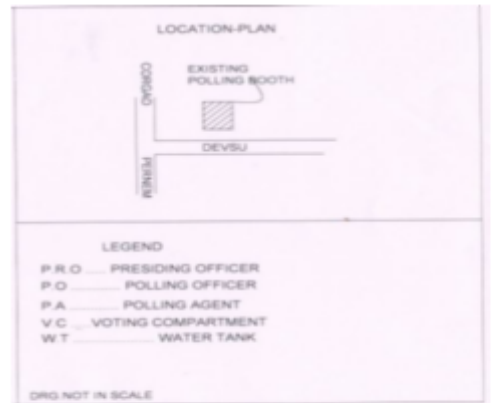 LOCATION-PLAN
CORGAO
EXISTING
POLLING BOOTH
DEVSU
PERNEM
LEGEND
P.R.O ..... PRESIDING OFFICER
P.O ............. POLLING OFFICER
P.A ............. POLLING AGENT
V.C .... VOTING COMPARTMENT
W.T ..................... WATER TANK
DRG.NOT IN SCALE